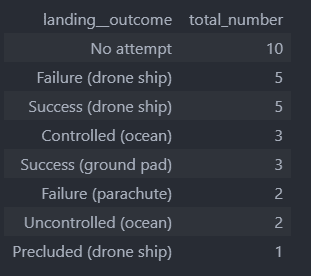 landing__outcome total_number
No attempt 10
Failure (drone ship) 5
Success (drone ship) 5
Controlled (ocean) 3
Success (ground pad) 3
Failure (parachute) 2
Uncontrolled (ocean) 2
Precluded (drone ship) 1